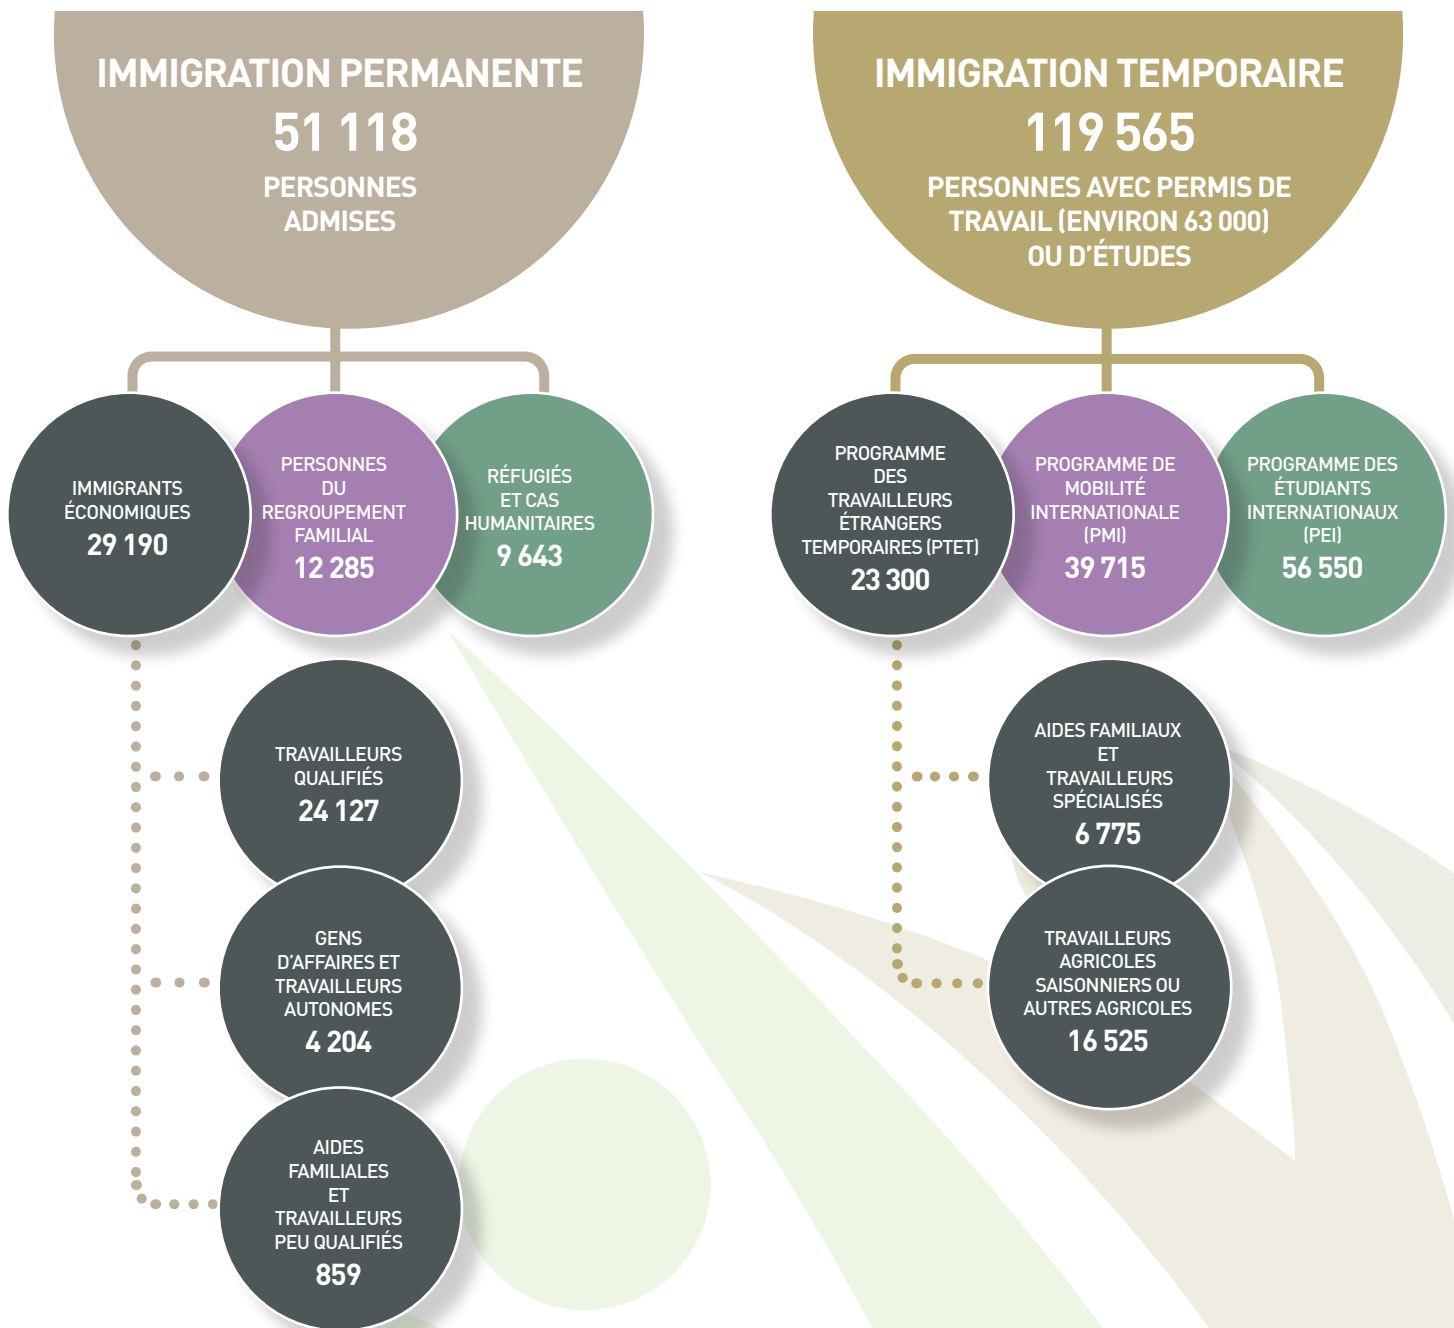 IMMIGRATION PERMANENTE
51 118
PERSONNES
ADMISES
IMMIGRANTS
ÉCONOMIQUES
29 190
PERSONNES
DU
REGROUPEMENT
FAMILIAL
12 285
RÉFUGIÉS
ET CAS
HUMANITAIRES
9 643
TRAVAILLEURS
QUALIFIÉS
24 127
GENS
D'AFFAIRES ET
TRAVAILLEURS
AUTONOMES
4 204
AIDES
FAMILIALES
ET
TRAVAILLEURS
PEU QUALIFIÉS
859
IMMIGRATION TEMPORAIRE
119 565
PERSONNES AVEC PERMIS DE
TRAVAIL (ENVIRON 63 000)
OU D'ÉTUDES
PROGRAMME
DES
TRAVAILLEURS
ÉTRANGERS
TEMPORAIRES (PTET)
23 300
PROGRAMME DE
MOBILITÉ
INTERNATIONALE
(PMI)
39 715
PROGRAMME DES
ÉTUDIANTS
INTERNATIONAUX
(PEI)
56 550
AIDES FAMILIAUX
ET
TRAVAILLEURS
SPÉCIALISÉS
6 775
TRAVAILLEURS
AGRICOLES
SAISONNIERS OU
AUTRES AGRICOLES
16 525